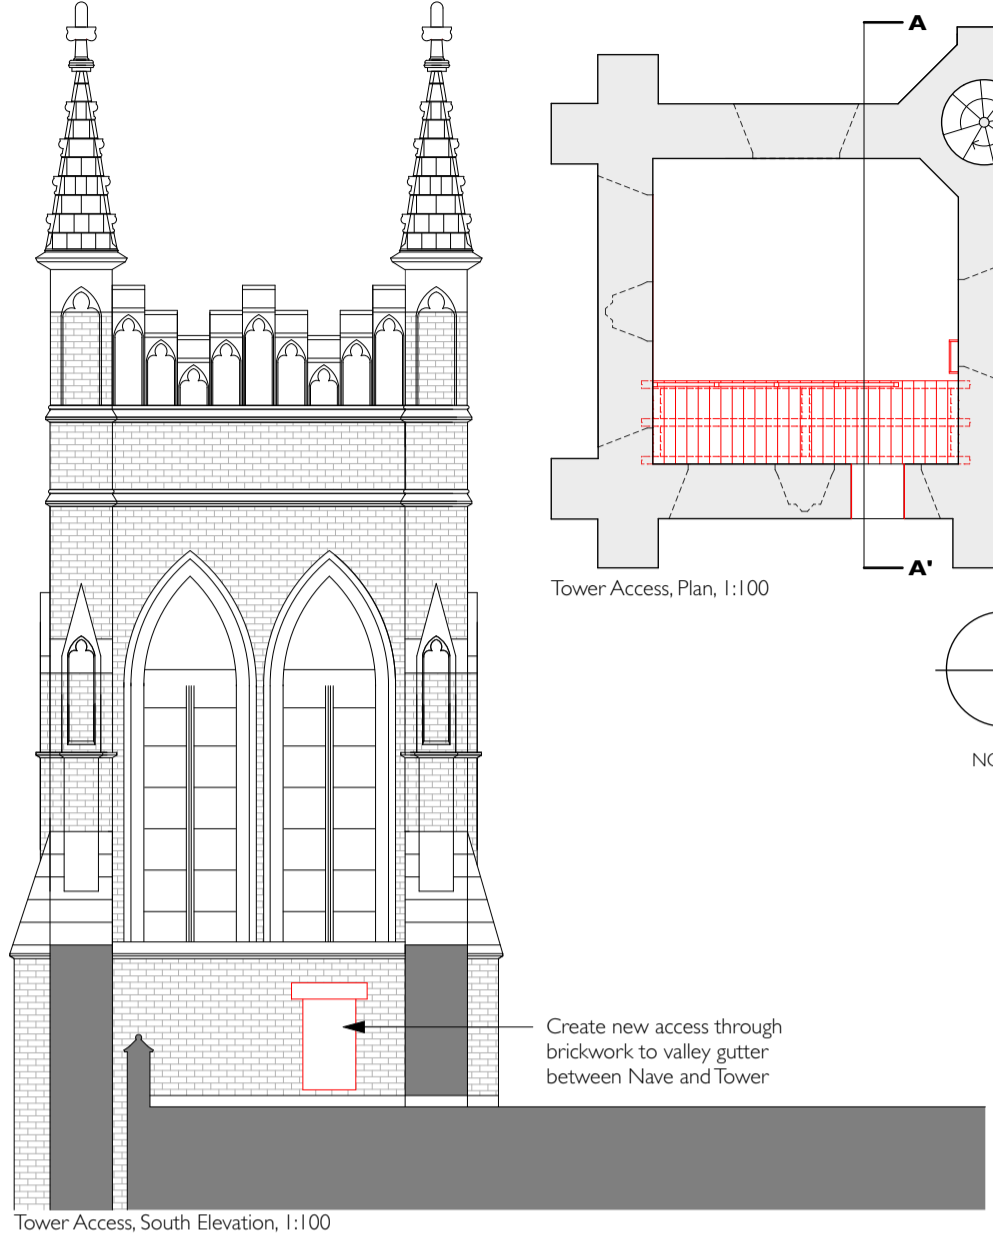 A
A'
Tower Access, Plan, 1:100
NO
Create new access through
brickwork to valley gutter
between Nave and Tower
Tower Access, South Elevation, 1:100